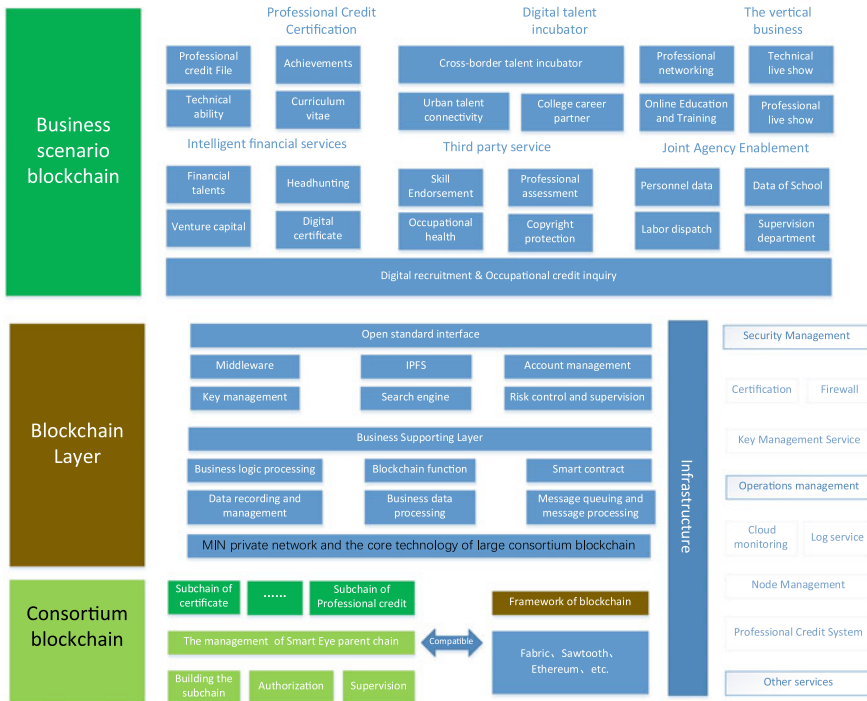 Business
scenario
blockchain
Professional Credit
Certification
Digital talent
incubator
The vertical
business
Professional
credit File
Achievements
Cross-border talent incubator
Professional
networking
Technical
live show
Technical
ability
Curriculum
vitae
Urban talent
connectivity
College career
partner
Online Education
and Training
Professional
live show
Intelligent financial services
Third party service
Joint Agency Enablement
Financial
talents
Headhunting
Skill
Endorsement
Professional
assessment
Personnel data
Data of School
Venture capital
Digital
certificate
Occupational
health
Copyright
protection
Labor dispatch
Supervision
department
Digital recruitment & Occupational credit inquiry
Blockchain
Layer
Open standard interface
Middleware
IPFS
Account management
Key management
Search engine
Risk control and supervision
Business Supporting Layer
Business logic processing
Blockchain function
Smart contract
Data recording and
management
Business data
processing
Message queuing and
message processing
MIN private network and the core technology of large consortium blockchain
Infrastructure
Security Management
Certification
Firewall
Key Management Service
Operations management
Cloud
monitoring
Log service
Node Management
Professional Credit System
Other services
Consortium
blockchain
Subchain of
certificate
……
Subchain of
Professional credit
Framework of blockchain
The management of Smart Eye parent chain
Compatible
Fabric、Sawtooth、
Ethereum、etc.
Building the
subchain
Authorization
Supervision